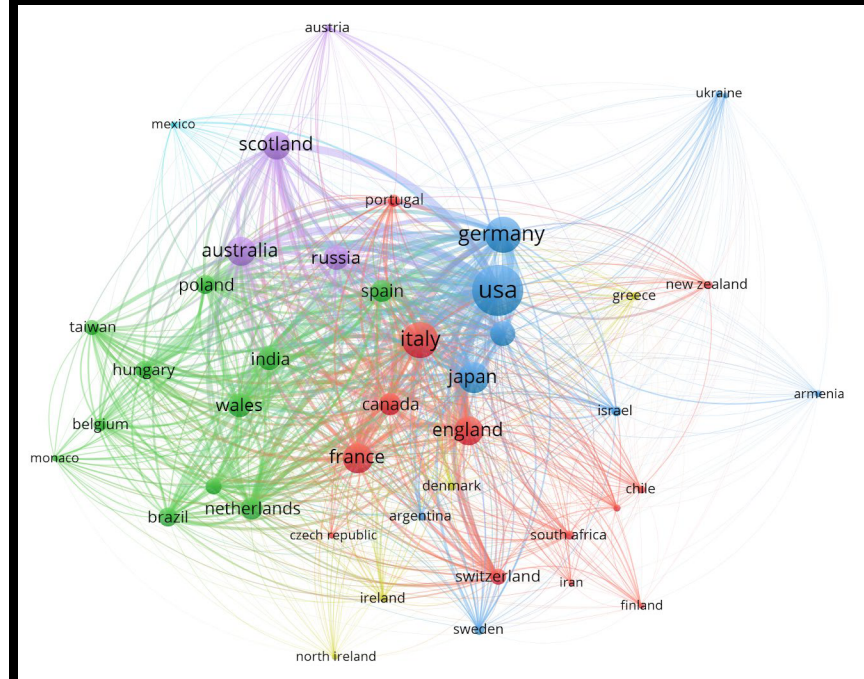 austria
ukraine
mexico
scotland
portugal
germany
australia
russia
poland
spain
usa
new zealand
greece
taiwan
italy
india
hungary
japan
armenia
wales
canada
israel
belgium
england
france
monaco
denmark
chile
netherlands
brazil
argentina
czech republic
south africa
switzerland
iran
ireland
finland
sweden
north ireland